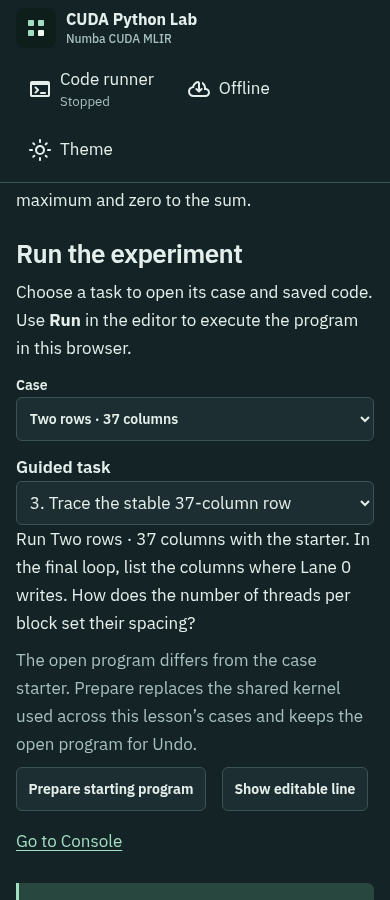 CUDA Python Lab
Numba CUDA MLIR
Code runner
Stopped
Offline
Theme
maximum and zero to the sum.
Run the experiment
Choose a task to open its case and saved code.
Use Run in the editor to execute the program
in this browser.
Case
Two rows · 37 columns
Guided task
3. Trace the stable 37-column row
Run Two rows · 37 columns with the starter. In
the final loop, list the columns where Lane 0
writes. How does the number of threads per
block set their spacing?
The open program differs from the case
starter. Prepare replaces the shared kernel
used across this lesson’s cases and keeps the
open program for Undo.
Prepare starting program
Show editable line
Go to Console